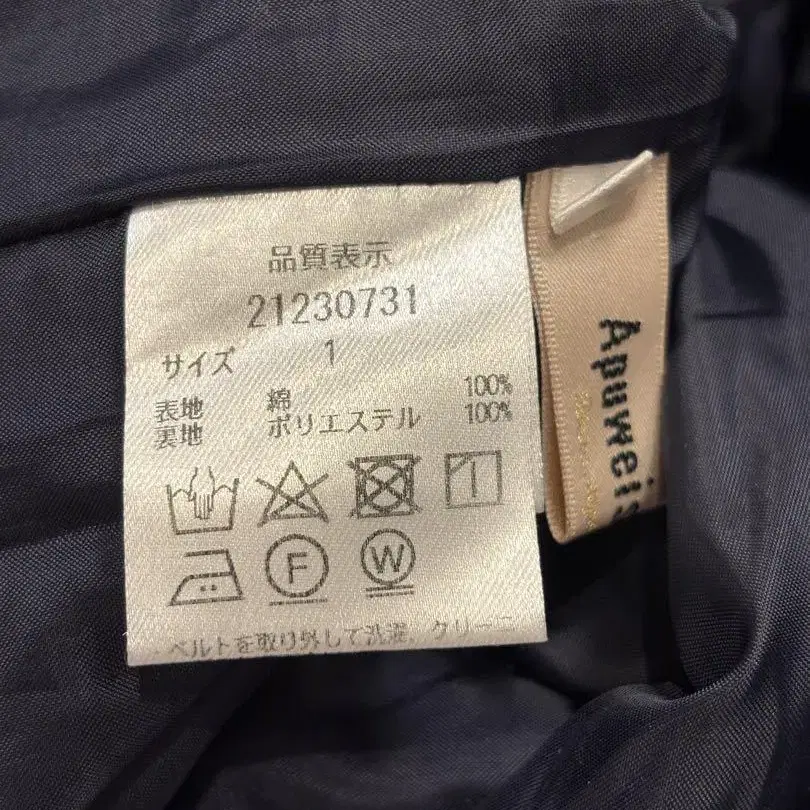 品質表示
21230731
サイズ 1
表地 綿 100%
裏地 ポリエステル 100%
F W
ベルトを取り外して洗濯、クリーニ
Apuweis